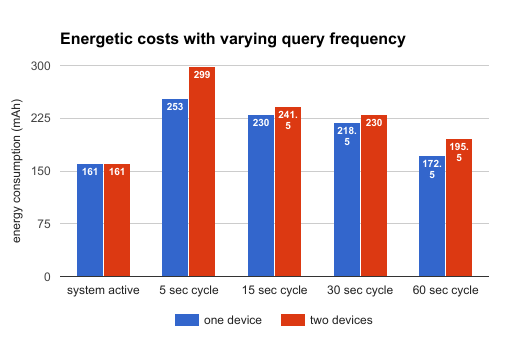 Energetic costs with varying query frequency
energy consumption (mAh)
300
225
150
75
0
161
161
253
299
230
241.
5
218.
5
230
172.
5
195.
5
system active
5 sec cycle
15 sec cycle
30 sec cycle
60 sec cycle
one device
two devices